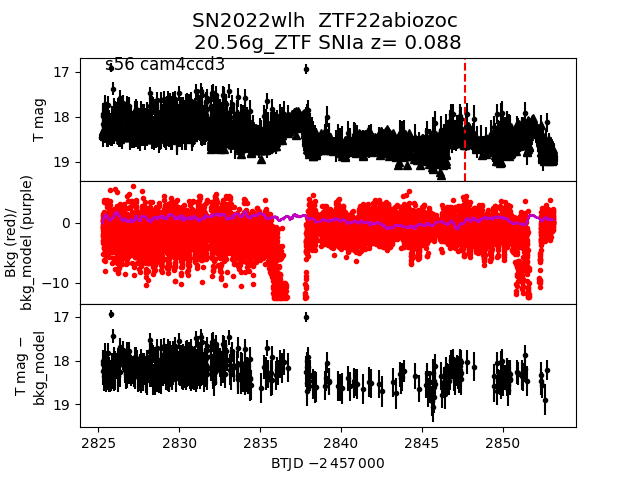 SN2022wlh  ZTF22abiozoc
20.56g_ZTF SNIa z= 0.088
s56 cam4ccd3
17
18
19
T mag
0
−10
Bkg (red)/
bkg_model (purple)
17
18
19
T mag −
bkg_model
2825 2830 2835 2840 2845 2850
BTJD −2 457 000